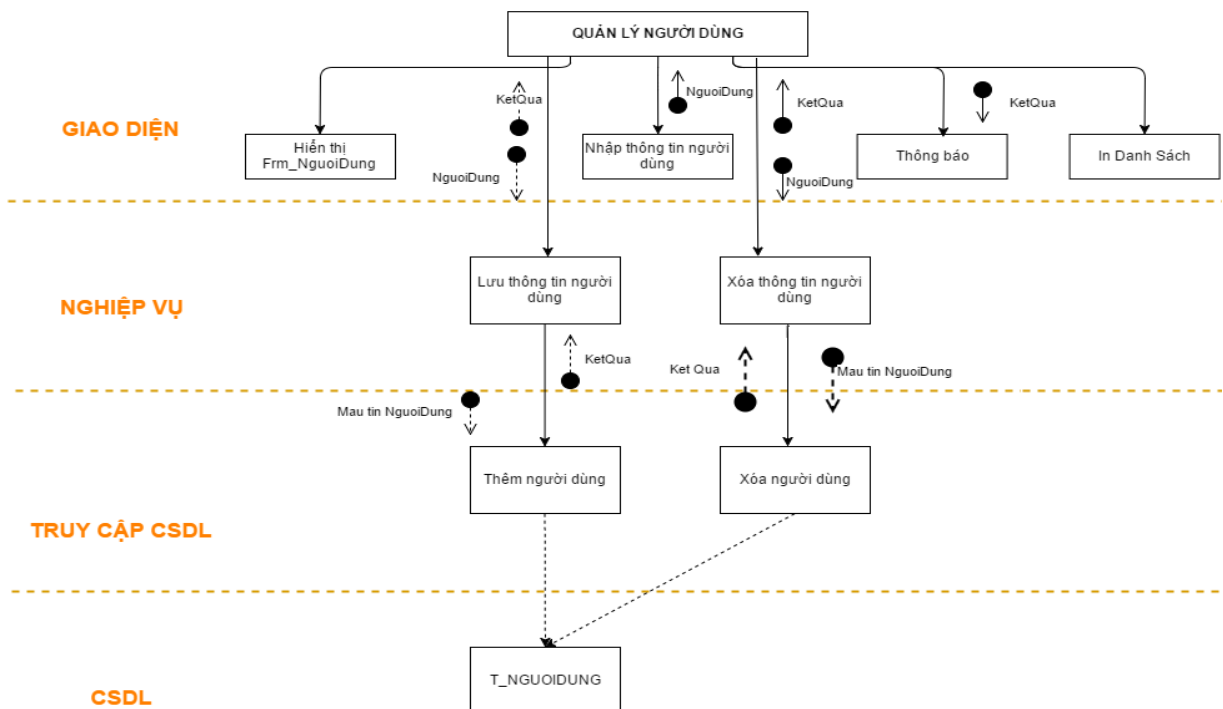 QUẢN LÝ NGƯỜI DÙNG
KetQua
NguoiDung
KetQua
KetQua
GIAO DIỆN
Hiển thị
Frm_NguoiDung
Nhập thông tin người
dùng
Thông báo
In Danh Sách
NguoiDung
NguoiDung
Lưu thông tin người
dùng
Xóa thông tin người
dùng
NGHIỆP VỤ
KetQua
Ket Qua
Mau tin NguoiDung
Mau tin NguoiDung
Thêm người dùng
Xóa người dùng
TRUY CẬP CSDL
T_NGUOIDUNG
CSDL